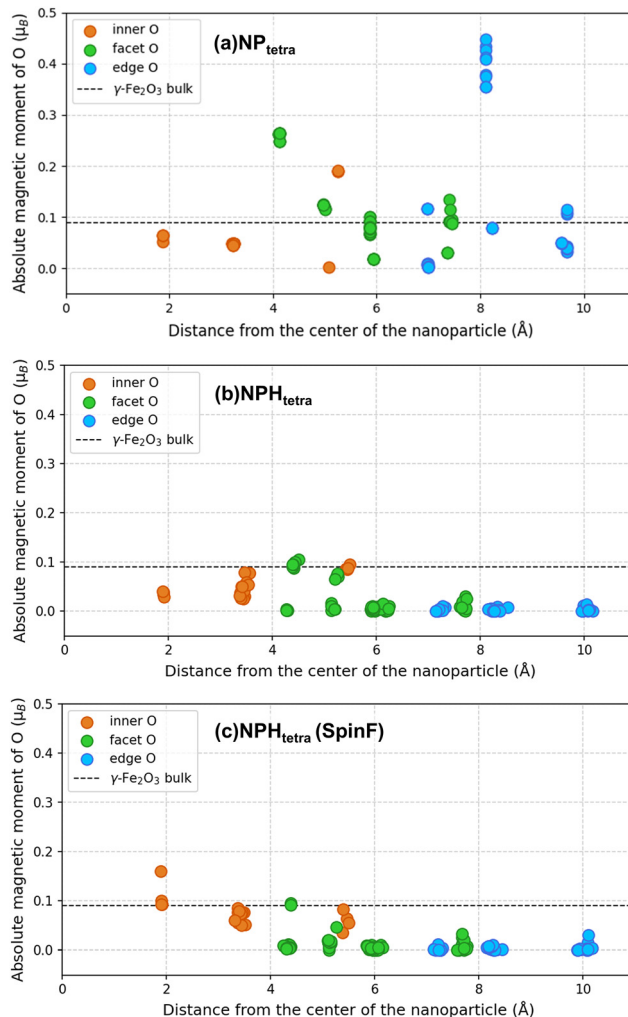 (a)NPtetra
inner O
facet O
edge O
γ-Fe2O3 bulk
Absolute magnetic moment of O (μB)
0.5
0.4
0.3
0.2
0.1
0.0
0
2
4
6
8
10
Distance from the center of the nanoparticle (Å)
(b)NPHtetra
inner O
facet O
edge O
γ-Fe2O3 bulk
Absolute magnetic moment of O (μB)
0.5
0.4
0.3
0.2
0.1
0.0
0
2
4
6
8
10
Distance from the center of the nanoparticle (Å)
(c)NPHtetra (SpinF)
inner O
facet O
edge O
γ-Fe2O3 bulk
Absolute magnetic moment of O (μB)
0.5
0.4
0.3
0.2
0.1
0.0
0
2
4
6
8
10
Distance from the center of the nanoparticle (Å)